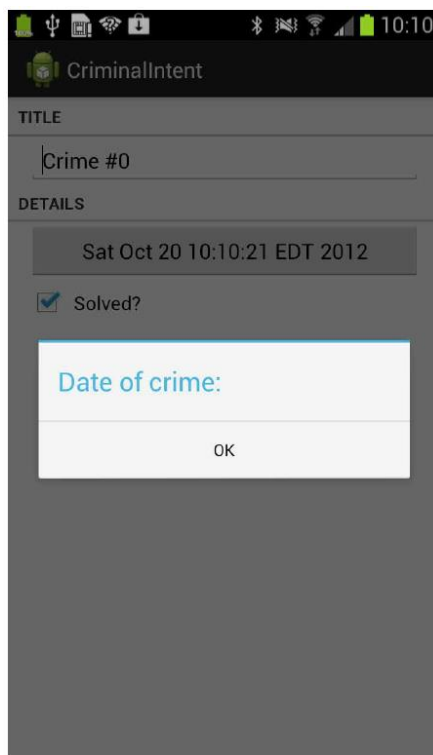 10:10
CriminalIntent
TITLE
Crime #0
DETAILS
Sat Oct 20 10:10:21 EDT 2012
Solved?
Date of crime:
OK